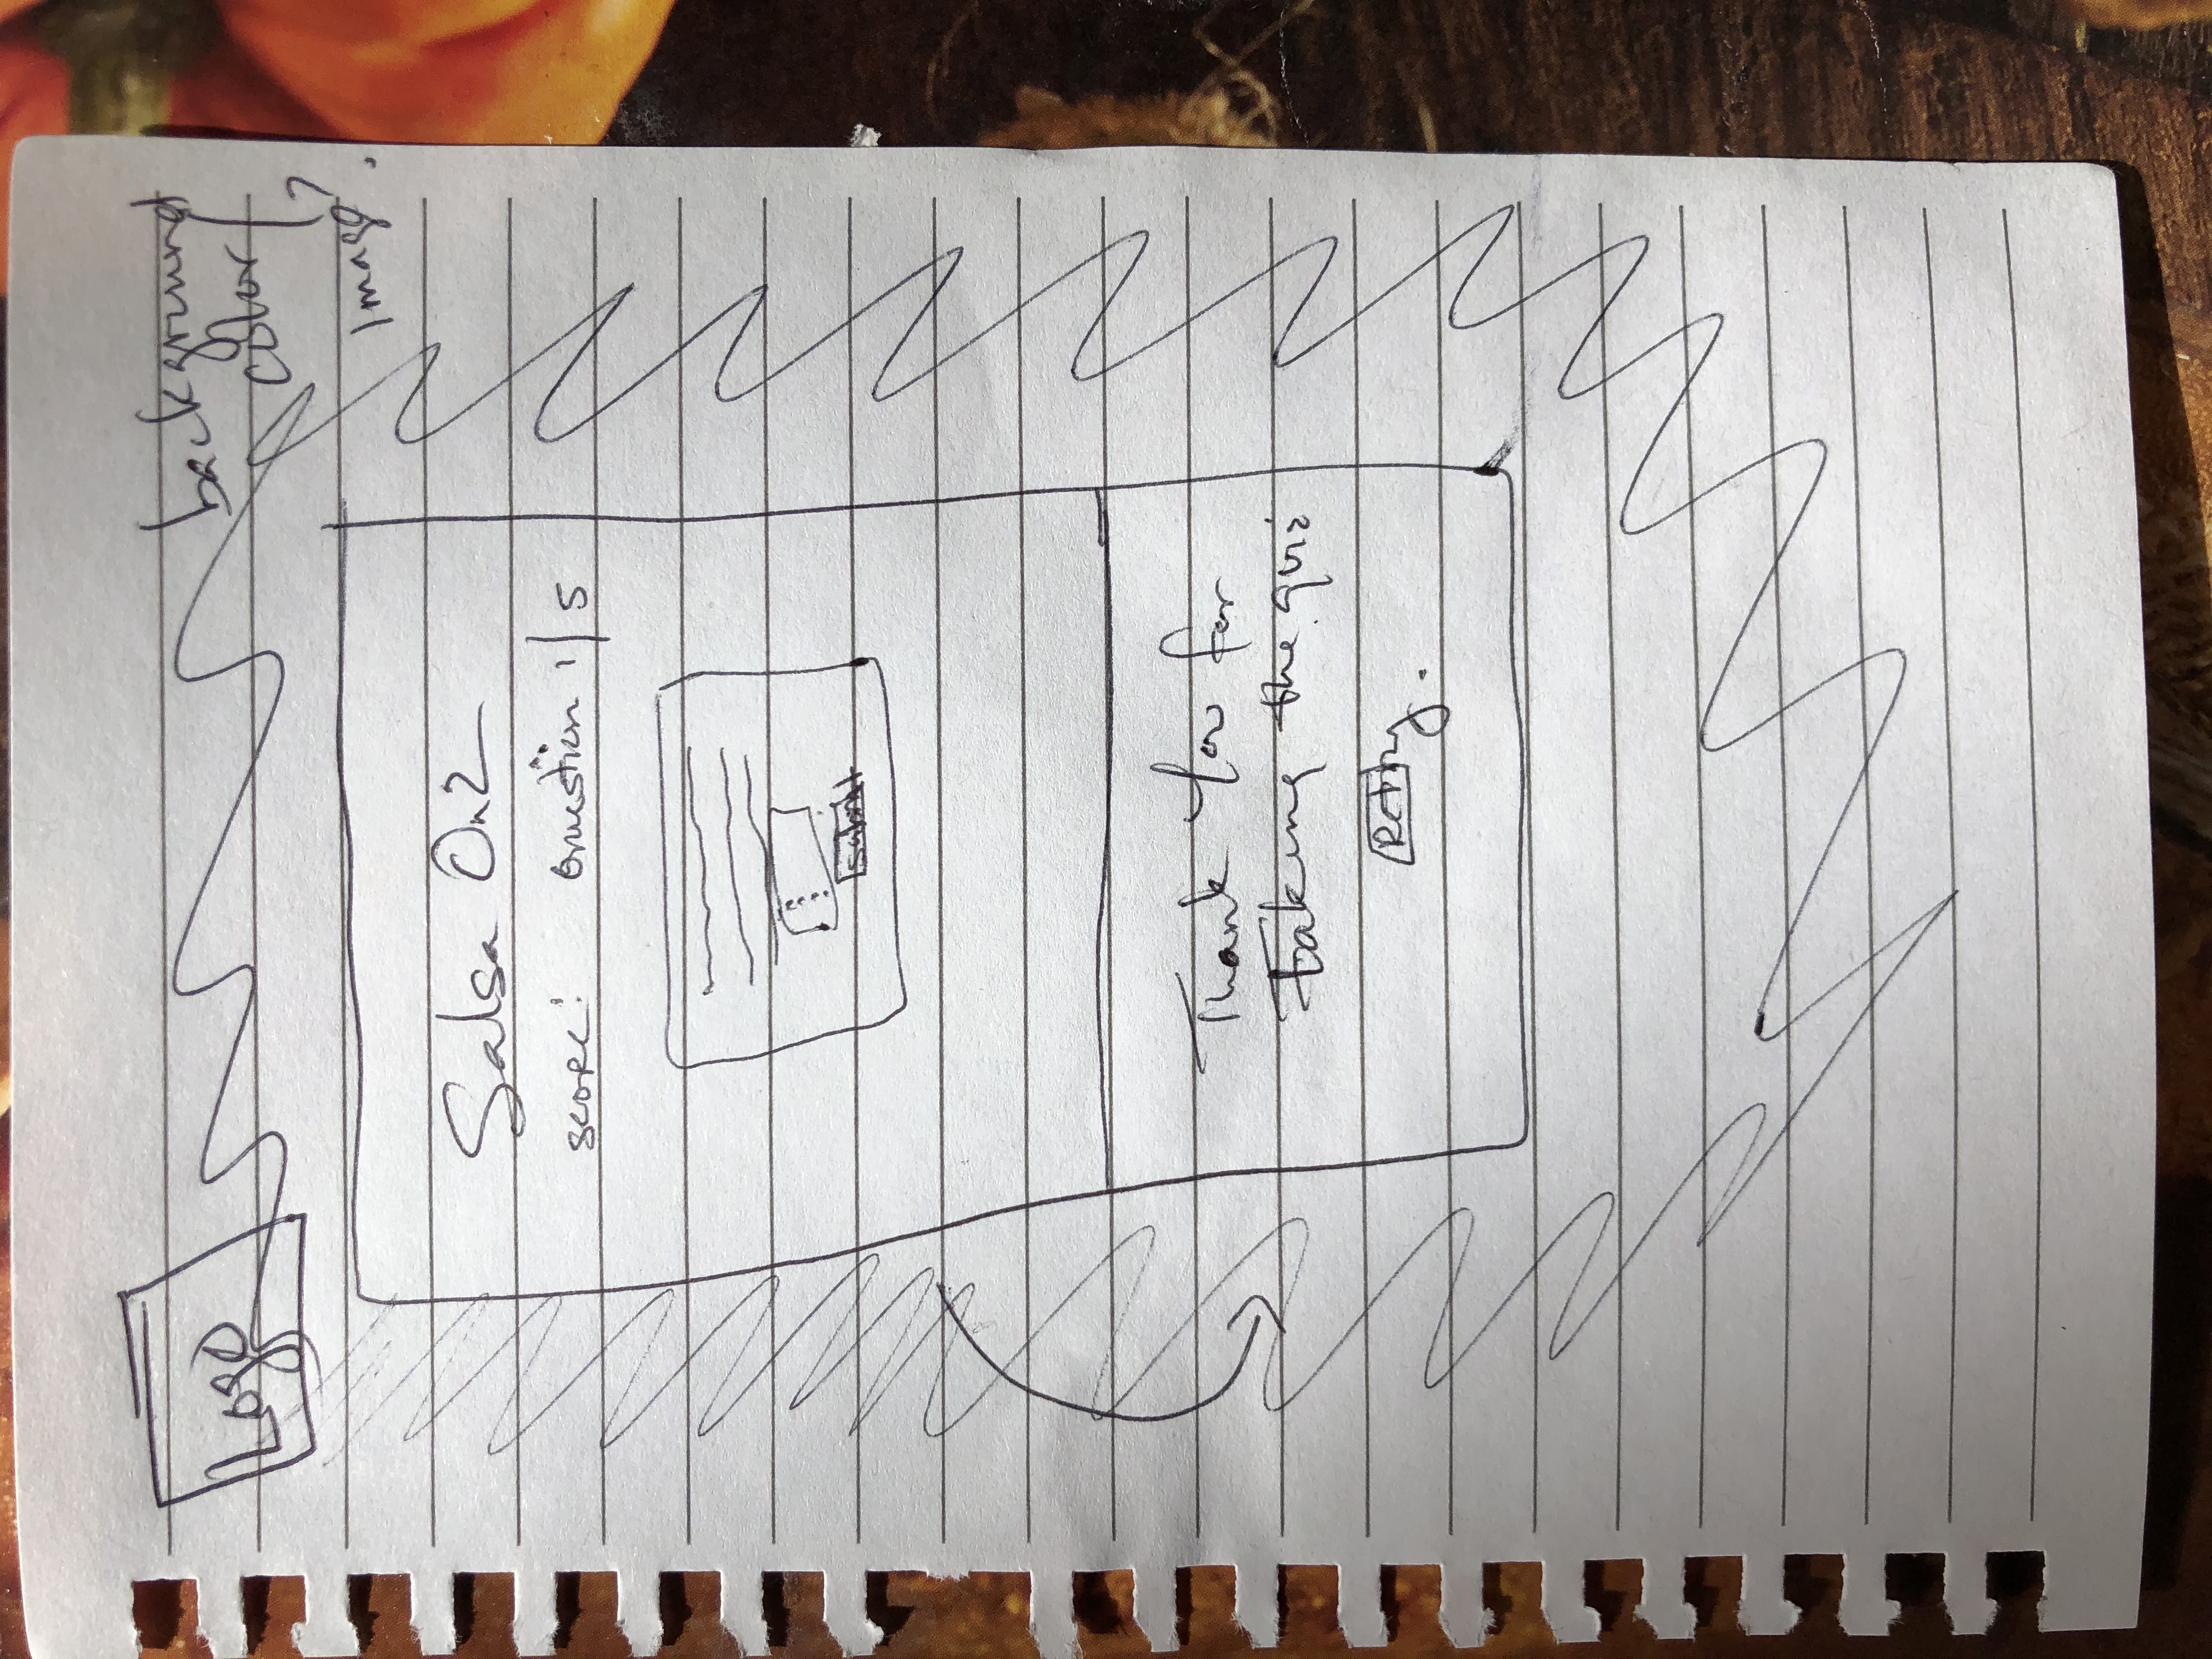 Logo
background
color/
image?
Salsa On2
score: Question 1/5
Submit
Thank You for
taking the quiz
Retry.